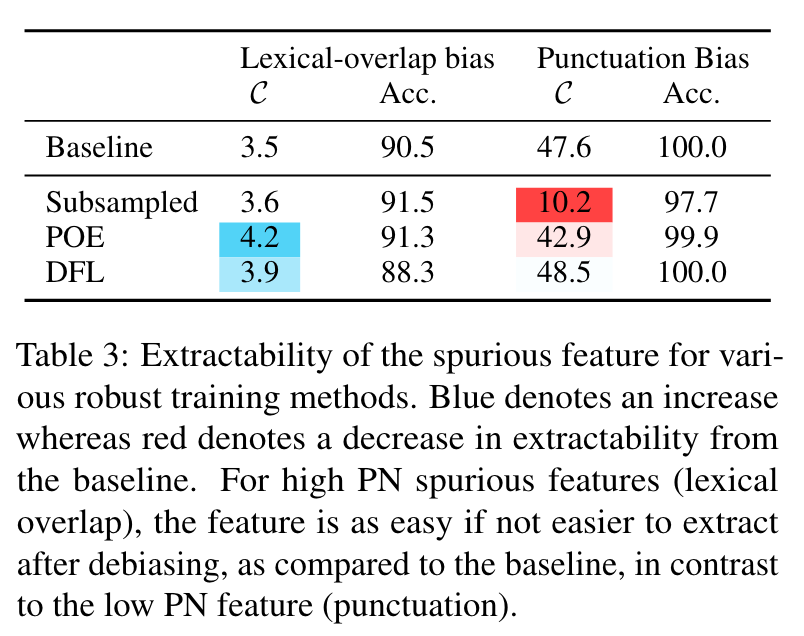 Lexical-overlap bias Punctuation Bias
𝒞 Acc. 𝒞 Acc.
Baseline 3.5 90.5 47.6 100.0
Subsampled 3.6 91.5 10.2 97.7
POE 4.2 91.3 42.9 99.9
DFL 3.9 88.3 48.5 100.0
Table 3: Extractability of the spurious feature for vari-
ous robust training methods. Blue denotes an increase
whereas red denotes a decrease in extractability from
the baseline. For high PN spurious features (lexical
overlap), the feature is as easy if not easier to extract
after debiasing, as compared to the baseline, in contrast
to the low PN feature (punctuation).